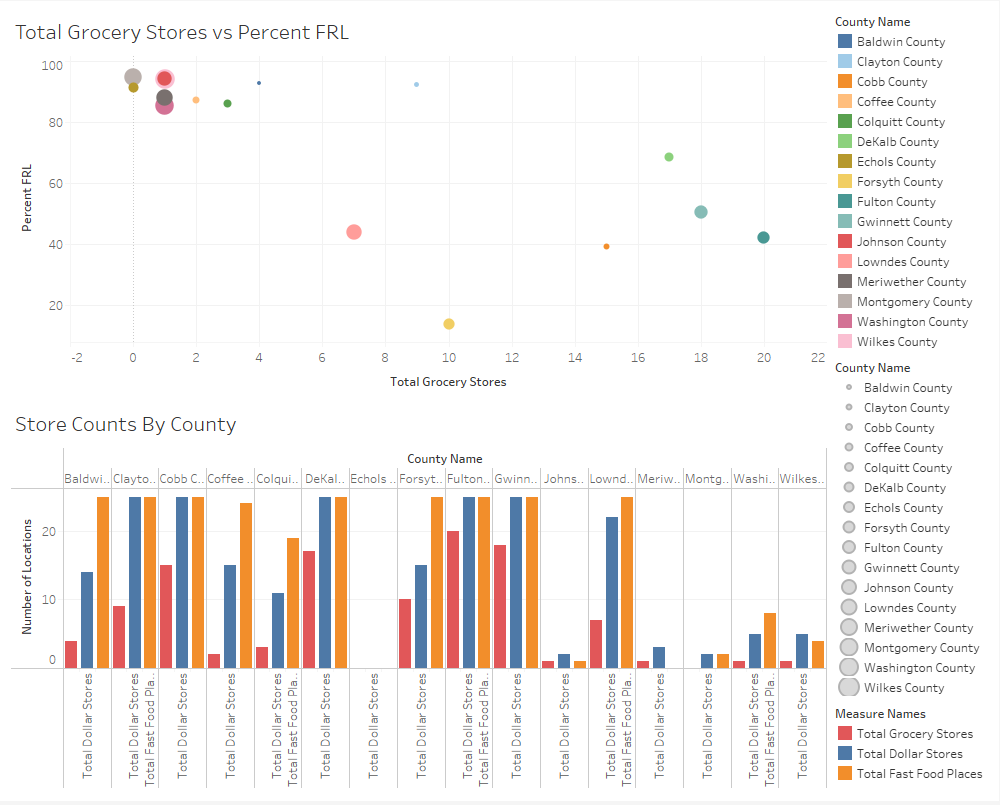 Total Grocery Stores vs Percent FRL
100
80
60
40
20
Percent FRL
-2 0 2 4 6 8 10 12 14 16 18 20 22
Total Grocery Stores
Store Counts By County
County Name
Baldwi.. Clayto.. Cobb C.. Coffee .. Colqui.. DeKal.. Echols .. Forsyt.. Fulton.. Gwinn.. Johns.. Lownd.. Meriw.. Montg.. Washi.. Wilkes..
20
10
0
Number of Locations
Total Dollar Stores
Total Dollar Stores
Total Fast Food Pla..
Total Dollar Stores
Total Dollar Stores
Total Dollar Stores
Total Fast Food Pla..
Total Dollar Stores
Total Dollar Stores
Total Dollar Stores
Total Dollar Stores
Total Fast Food Pla..
Total Dollar Stores
Total Dollar Stores
Total Dollar Stores
Total Fast Food Pla..
Total Dollar Stores
Total Dollar Stores
Total Dollar Stores
Total Fast Food Pla..
Total Dollar Stores
County Name
Baldwin County
Clayton County
Cobb County
Coffee County
Colquitt County
DeKalb County
Echols County
Forsyth County
Fulton County
Gwinnett County
Johnson County
Lowndes County
Meriwether County
Montgomery County
Washington County
Wilkes County
County Name
Baldwin County
Clayton County
Cobb County
Coffee County
Colquitt County
DeKalb County
Echols County
Forsyth County
Fulton County
Gwinnett County
Johnson County
Lowndes County
Meriwether County
Montgomery County
Washington County
Wilkes County
Measure Names
Total Grocery Stores
Total Dollar Stores
Total Fast Food Places